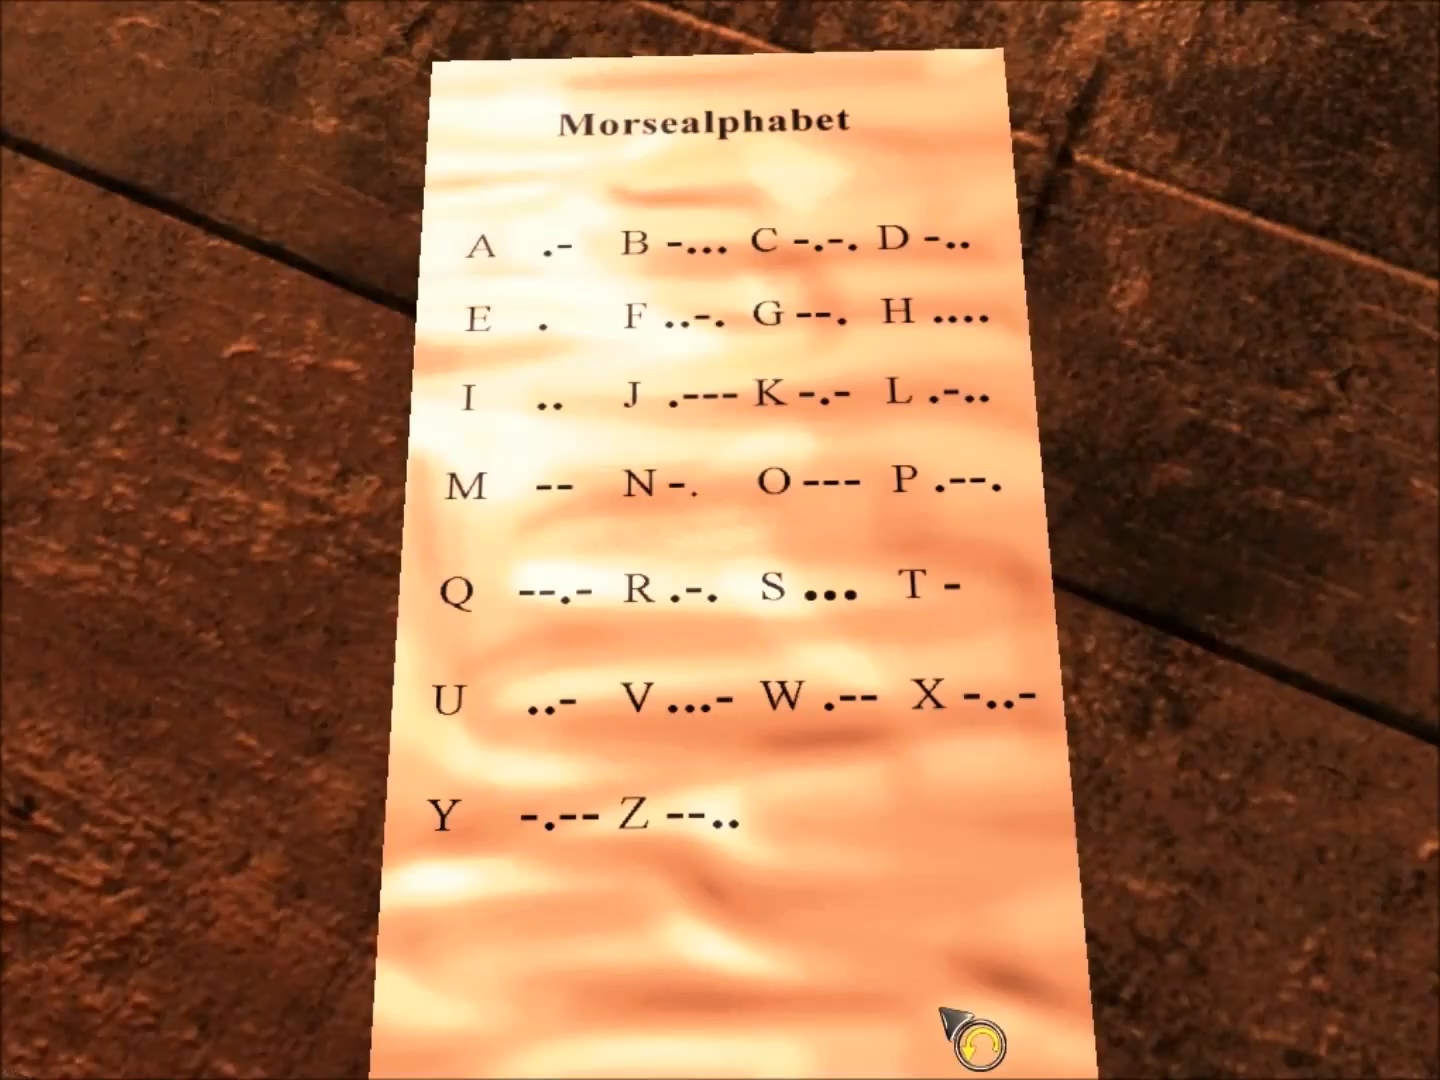 Morsealphabet
A .- B -... C -.-. D -..
E . F ..-. G --. H ....
I .. J .--- K -.- L .-..
M -- N -. O --- P .--.
Q --.- R .-. S ... T -
U ..- V ...- W .-- X -..-
Y -.-- Z --..